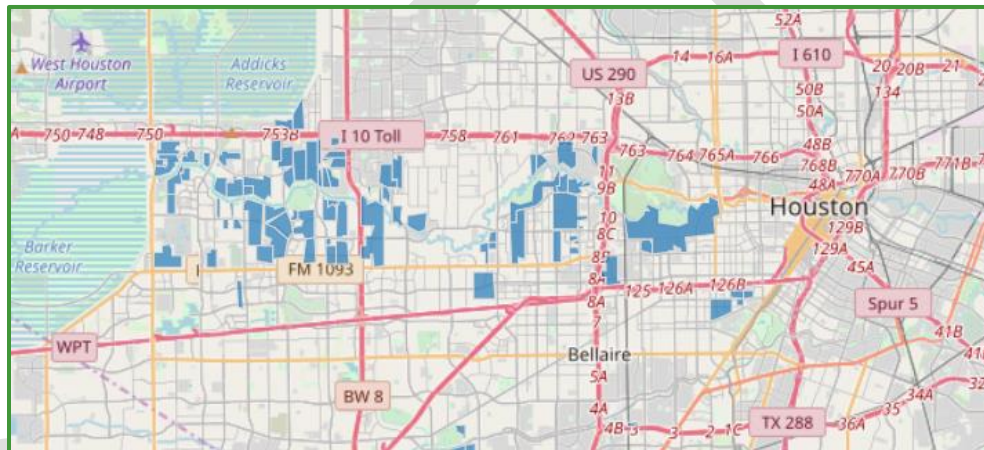 52A
14 16A
I 610
US 290
20 20B 21
West Houston
Airport
Addicks
Reservoir
50B
50A
134
13B
750 748 750 753B
I 10 Toll
758 761 763
48B
763 764 765A 766
768B
770A 770B 771B
48A
11
9B
Houston
10
8C
129B
129A
Barker
Reservoir
8B
FM 1093
45A
8A
125 126A 126B
8A
Spur 5
7
41B
WPT
Bellaire
5A
BW 8
34A
35
4A
TX 288
36A
4B 3 3 2 1C